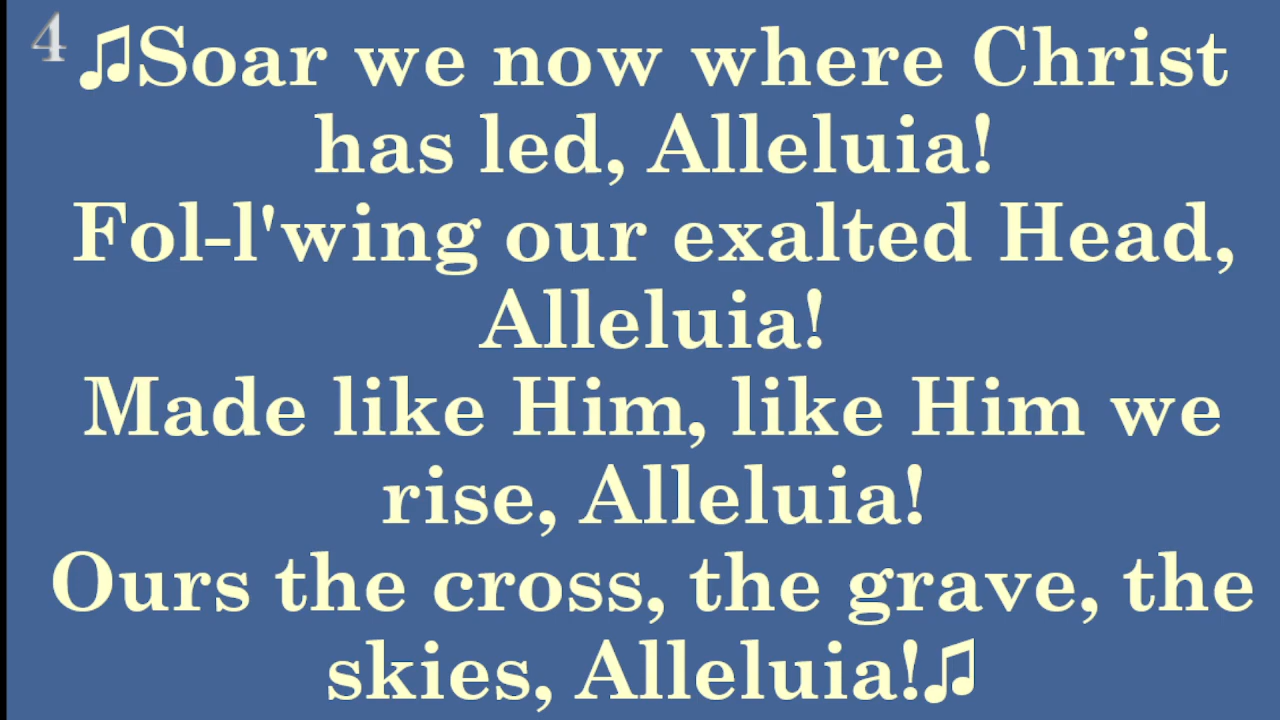 4 ♫Soar we now where Christ
has led, Alleluia!
Fol-l'wing our exalted Head,
Alleluia!
Made like Him, like Him we
rise, Alleluia!
Ours the cross, the grave, the
skies, Alleluia!♫